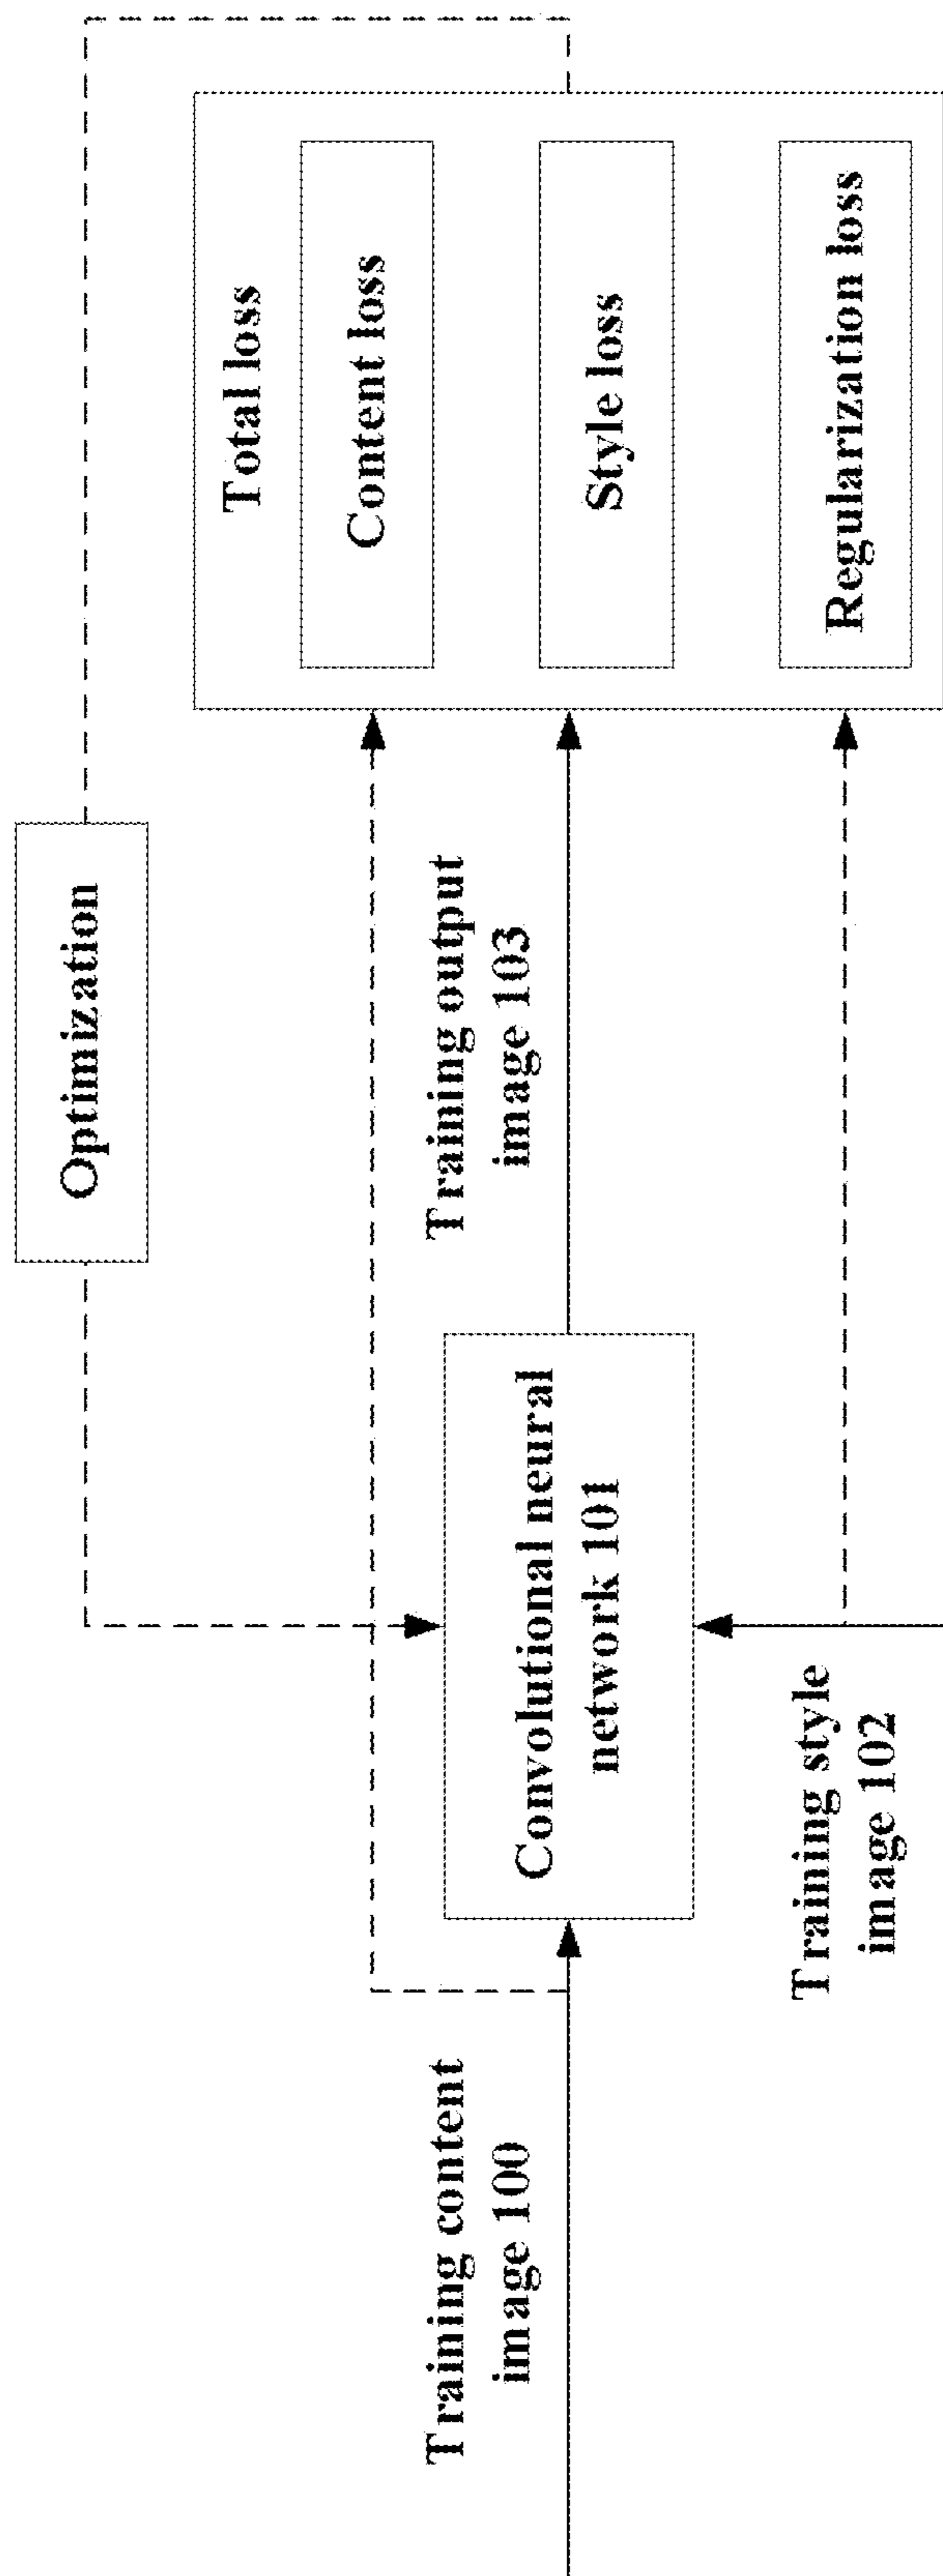 Optimization
Total loss
Content loss
Style loss
Regularization loss
Training content
image 100
Convolutional neural
network 101
Training output
image 103
Training style
image 102